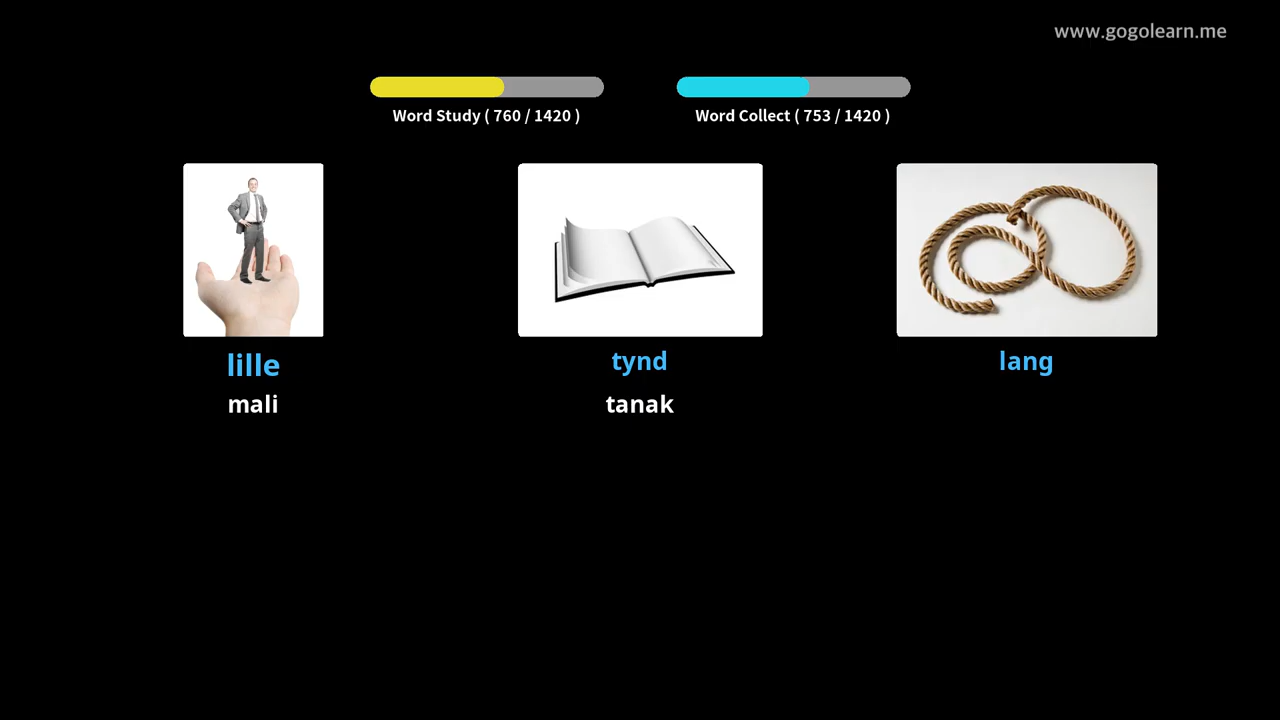 www.gogolearn.me
Word Study ( 760 / 1420 )
Word Collect ( 753 / 1420 )
lille
mali
tynd
tanak
lang